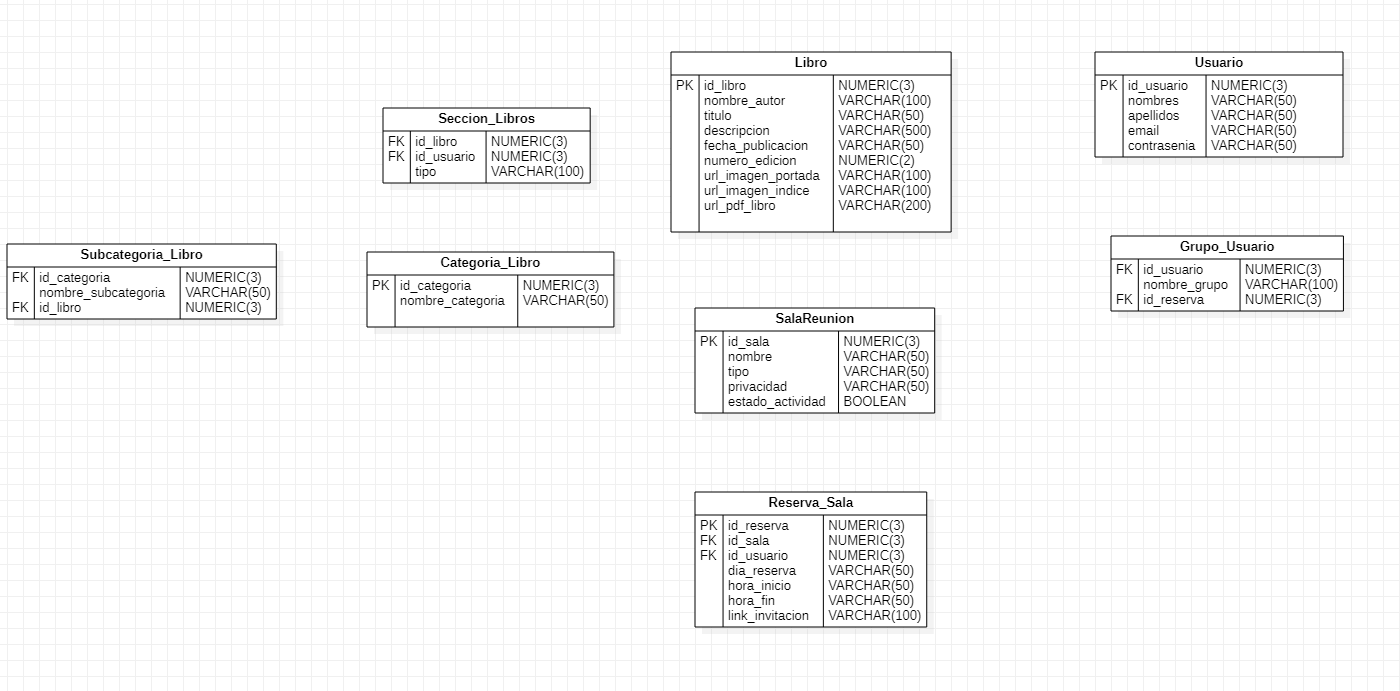 Libro
PK id_libro NUMERIC(3)
nombre_autor VARCHAR(100)
titulo VARCHAR(50)
descripcion VARCHAR(500)
fecha_publicacion VARCHAR(50)
numero_edicion NUMERIC(2)
url_imagen_portada VARCHAR(100)
url_imagen_indice VARCHAR(100)
url_pdf_libro VARCHAR(200)
Usuario
PK id_usuario NUMERIC(3)
nombres VARCHAR(50)
apellidos VARCHAR(50)
email VARCHAR(50)
contrasenia VARCHAR(50)
Seccion_Libros
FK id_libro NUMERIC(3)
FK id_usuario NUMERIC(3)
tipo VARCHAR(100)
Subcategoria_Libro
FK id_categoria NUMERIC(3)
nombre_subcategoria VARCHAR(50)
FK id_libro NUMERIC(3)
Categoria_Libro
PK id_categoria NUMERIC(3)
nombre_categoria VARCHAR(50)
Grupo_Usuario
FK id_usuario NUMERIC(3)
nombre_grupo VARCHAR(100)
FK id_reserva NUMERIC(3)
SalaReunion
PK id_sala NUMERIC(3)
nombre VARCHAR(50)
tipo VARCHAR(50)
privacidad VARCHAR(50)
estado_actividad BOOLEAN
Reserva_Sala
PK id_reserva NUMERIC(3)
FK id_sala NUMERIC(3)
FK id_usuario NUMERIC(3)
dia_reserva VARCHAR(50)
hora_inicio VARCHAR(50)
hora_fin VARCHAR(50)
link_invitacion VARCHAR(100)